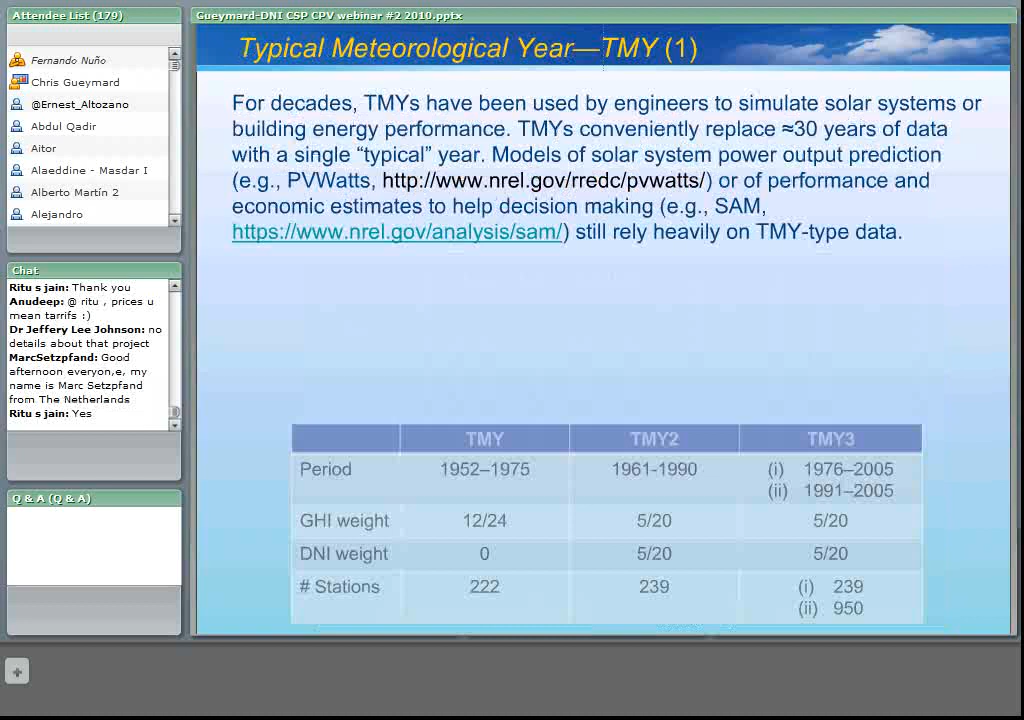 Attendee List (179)
Fernando Nuño
Chris Gueymard
@Ernest_Altozano
Abdul Qadir
Aitor
Alaeddine - Masdar I
Alberto Martín 2
Alejandro
Chat
Ritu s jain: Thank you
Anudeep: @ ritu , prices u
mean tarrifs :)
Dr Jeffery Lee Johnson: no
details about that project
MarcSetzpfand: Good
afternoon everyon,e, my
name is Marc Setzpfand
from The Netherlands
Ritu s jain: Yes
Q & A (Q & A)
Gueymard-DNI CSP CPV webinar #2 2010.pptx
Typical Meteorological Year—TMY (1)
For decades, TMYs have been used by engineers to simulate solar systems or
building energy performance. TMYs conveniently replace ≈30 years of data
with a single “typical” year. Models of solar system power output prediction
(e.g., PVWatts, http://www.nrel.gov/rredc/pvwatts/) or of performance and
economic estimates to help decision making (e.g., SAM,
https://www.nrel.gov/analysis/sam/) still rely heavily on TMY-type data.
TMY TMY2 TMY3
Period 1952–1975 1961-1990 (i) 1976–2005
(ii) 1991–2005
GHI weight 12/24 5/20 5/20
DNI weight 0 5/20 5/20
# Stations 222 239 (i) 239
(ii) 950